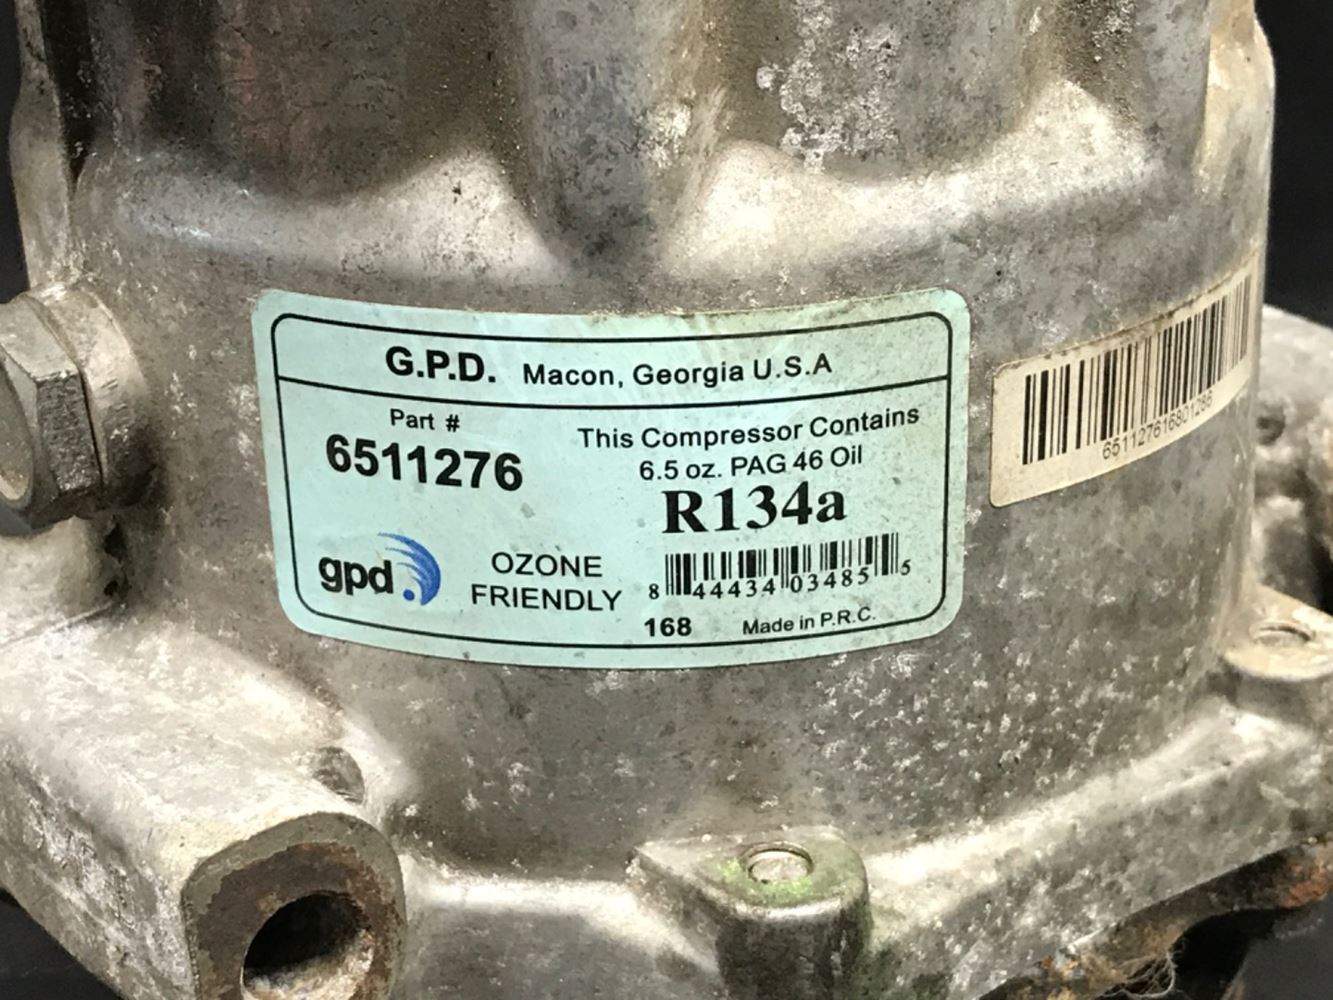 G.P.D. Macon, Georgia U.S.A
Part #
6511276
This Compressor Contains
6.5 oz. PAG 46 Oil
R134a
gpd
OZONE
FRIENDLY
8 44434 03485 5
168 Made in P.R.C.
651127616801286